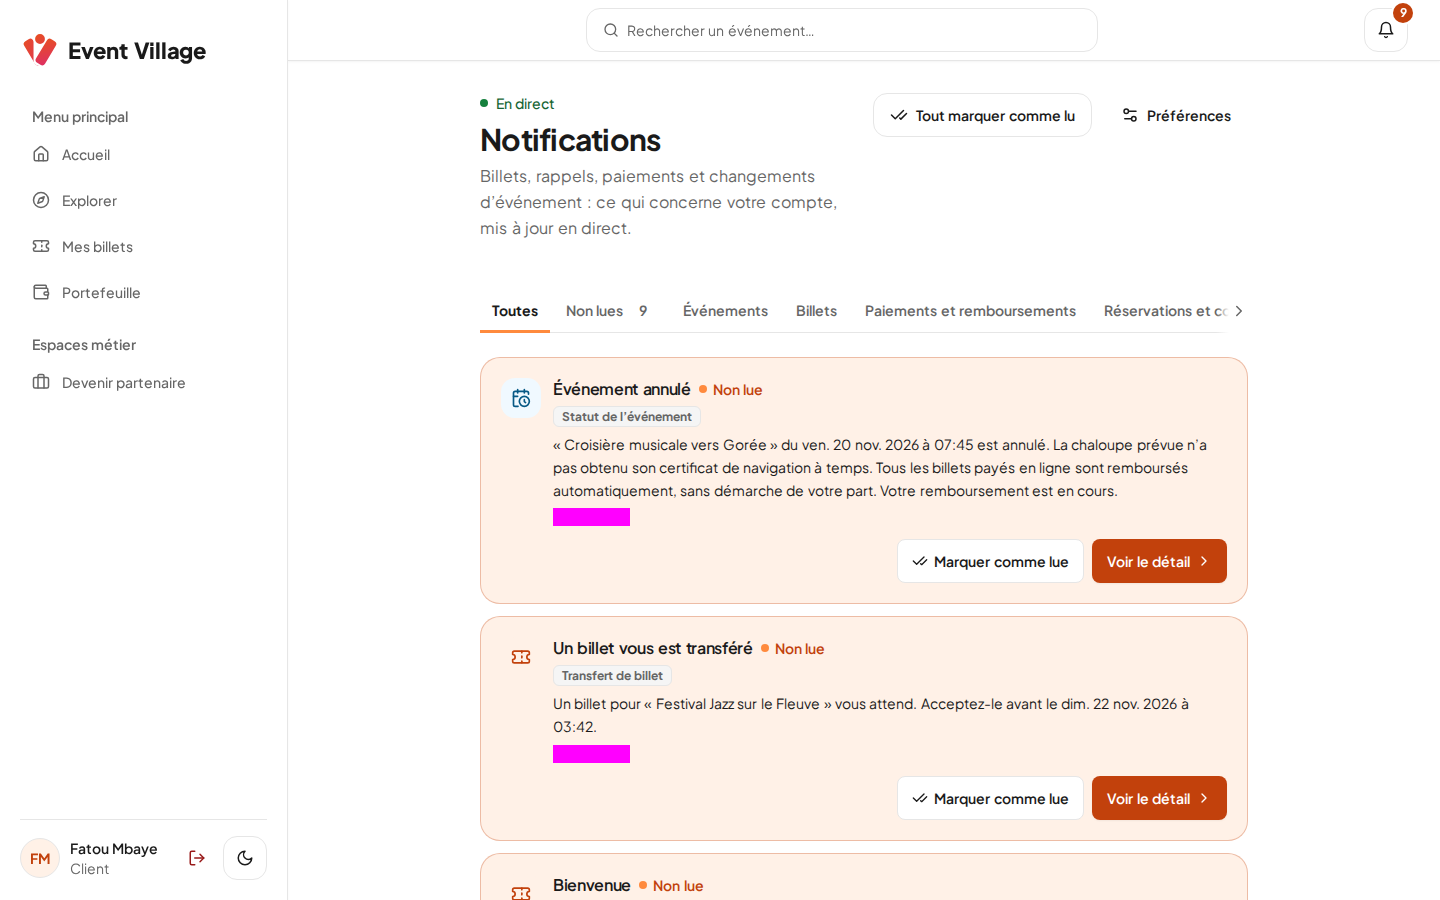 Event Village
Rechercher un événement…
9
Menu principal
Accueil
Explorer
Mes billets
Portefeuille
Espaces métier
Devenir partenaire
FM
Fatou Mbaye
Client
En direct
Notifications
Tout marquer comme lu
Préférences
Billets, rappels, paiements et changements
d’événement : ce qui concerne votre compte,
mis à jour en direct.
Toutes
Non lues 9
Événements
Billets
Paiements et remboursements
Réservations et
Événement annulé
Non lue
Statut de l’événement
« Croisière musicale vers Gorée » du ven. 20 nov. 2026 à 07:45 est annulé. La chaloupe prévue n’a
pas obtenu son certificat de navigation à temps. Tous les billets payés en ligne sont remboursés
automatiquement, sans démarche de votre part. Votre remboursement est en cours.
Marquer comme lue
Voir le détail
Un billet vous est transféré
Non lue
Transfert de billet
Un billet pour « Festival Jazz sur le Fleuve » vous attend. Acceptez-le avant le dim. 22 nov. 2026 à
03:42.
Marquer comme lue
Voir le détail
Bienvenue
Non lue